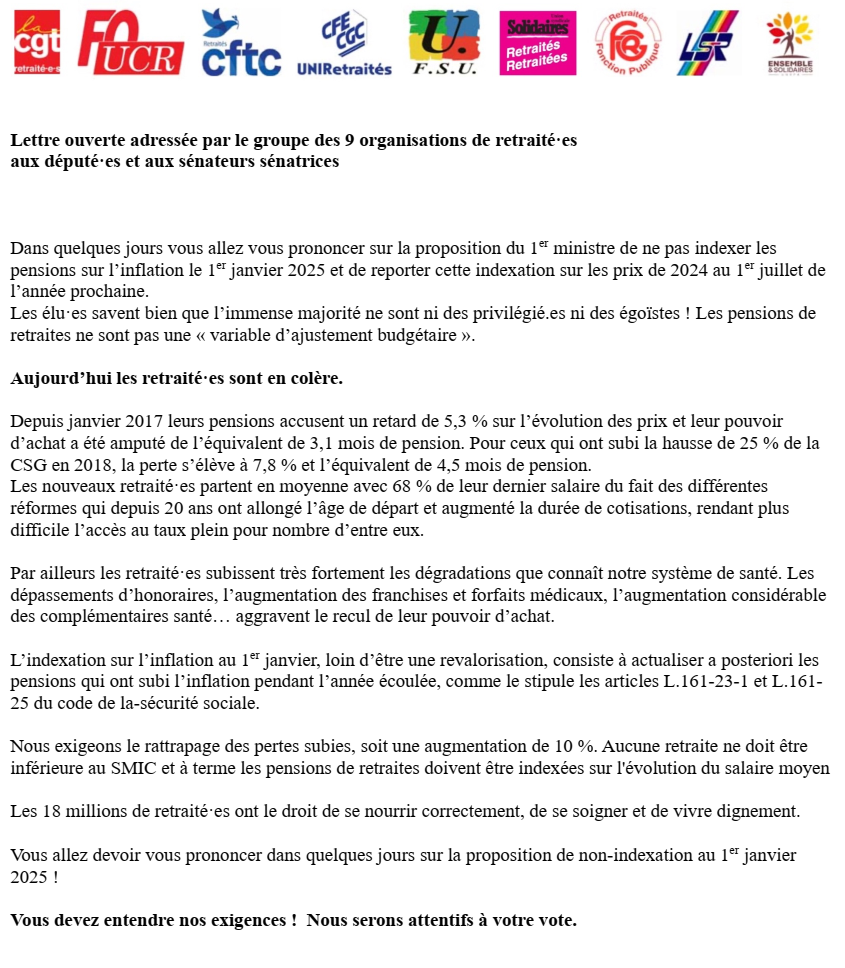 la
cgt
retraité·e·s
FO
UCR
Retraités
cftc
CFE
CGC
UNIRetraités
U.
F.S.U.
Solidaires
Retraités
Retraitées
Retraités
Fonction Publique
LSR
ENSEMBLE
& SOLIDAIRES
Lettre ouverte adressée par le groupe des 9 organisations de retraité·es
aux député·es et aux sénateurs sénatrices
Dans quelques jours vous allez vous prononcer sur la proposition du 1er ministre de ne pas indexer les
pensions sur l’inflation le 1er janvier 2025 et de reporter cette indexation sur les prix de 2024 au 1er juillet de
l’année prochaine.
Les élu·es savent bien que l’immense majorité ne sont ni des privilégié.es ni des égoïstes ! Les pensions de
retraites ne sont pas une « variable d’ajustement budgétaire ».
Aujourd’hui les retraité·es sont en colère.
Depuis janvier 2017 leurs pensions accusent un retard de 5,3 % sur l’évolution des prix et leur pouvoir
d’achat a été amputé de l’équivalent de 3,1 mois de pension. Pour ceux qui ont subi la hausse de 25 % de la
CSG en 2018, la perte s’élève à 7,8 % et l’équivalent de 4,5 mois de pension.
Les nouveaux retraité·es partent en moyenne avec 68 % de leur dernier salaire du fait des différentes
réformes qui depuis 20 ans ont allongé l’âge de départ et augmenté la durée de cotisations, rendant plus
difficile l’accès au taux plein pour nombre d’entre eux.
Par ailleurs les retraité·es subissent très fortement les dégradations que connaît notre système de santé. Les
dépassements d’honoraires, l’augmentation des franchises et forfaits médicaux, l’augmentation considérable
des complémentaires santé… aggravent le recul de leur pouvoir d’achat.
L’indexation sur l’inflation au 1er janvier, loin d’être une revalorisation, consiste à actualiser a posteriori les
pensions qui ont subi l’inflation pendant l’année écoulée, comme le stipule les articles L.161-23-1 et L.161-
25 du code de la-sécurité sociale.
Nous exigeons le rattrapage des pertes subies, soit une augmentation de 10 %. Aucune retraite ne doit être
inférieure au SMIC et à terme les pensions de retraites doivent être indexées sur l'évolution du salaire moyen
Les 18 millions de retraité·es ont le droit de se nourrir correctement, de se soigner et de vivre dignement.
Vous allez devoir vous prononcer dans quelques jours sur la proposition de non-indexation au 1er janvier
2025 !
Vous devez entendre nos exigences !  Nous serons attentifs à votre vote.